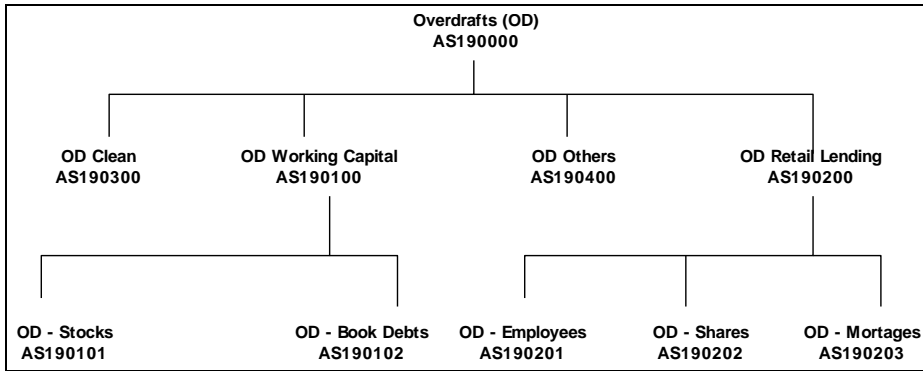 Overdrafts (OD)
AS190000
OD Clean
AS190300
OD Working Capital
AS190100
OD Others
AS190400
OD Retail Lending
AS190200
OD - Stocks
AS190101
OD - Book Debts
AS190102
OD - Employees
AS190201
OD - Shares
AS190202
OD - Mortages
AS190203